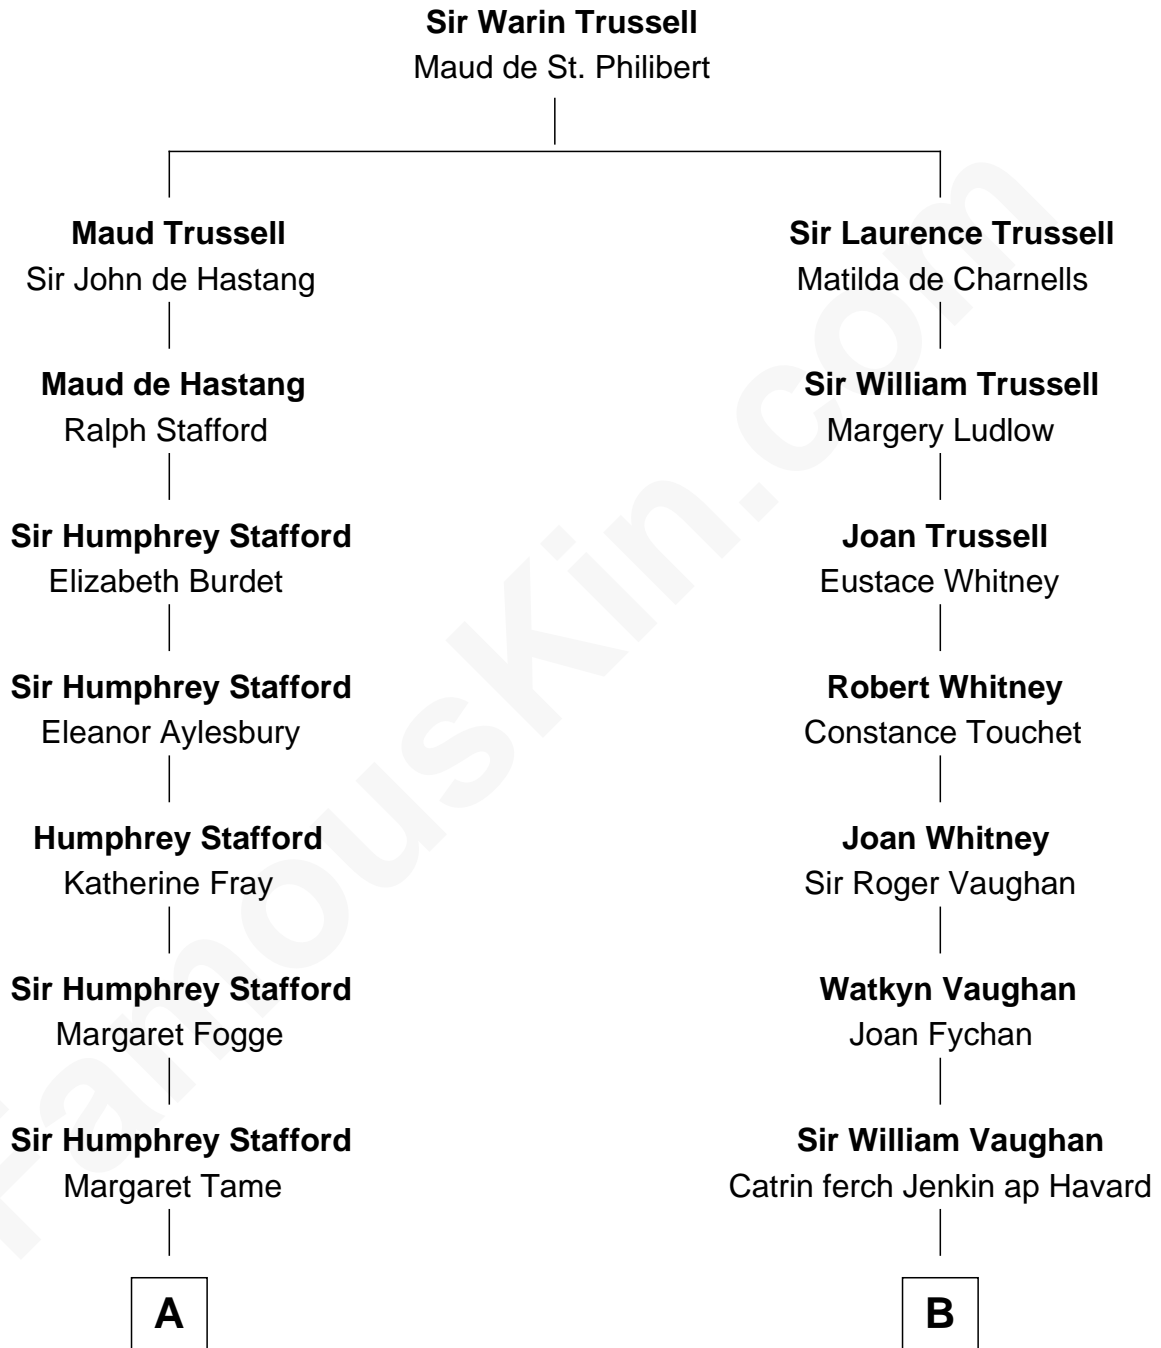 Sir Warin Trussell
Maud de St. Philibert
Maud Trussell
Sir John de Hastang
Sir Laurence Trussell
Matilda de Charnells
Maud de Hastang
Ralph Stafford
Sir William Trussell
Margery Ludlow
Sir Humphrey Stafford
Elizabeth Burdet
Joan Trussell
Eustace Whitney
Sir Humphrey Stafford
Eleanor Aylesbury
Robert Whitney
Constance Touchet
Humphrey Stafford
Katherine Fray
Joan Whitney
Sir Roger Vaughan
Sir Humphrey Stafford
Margaret Fogge
Watkyn Vaughan
Joan Fychan
Sir Humphrey Stafford
Margaret Tame
Sir William Vaughan
Catrin ferch Jenkin ap Havard
A
B
FamousKin.com